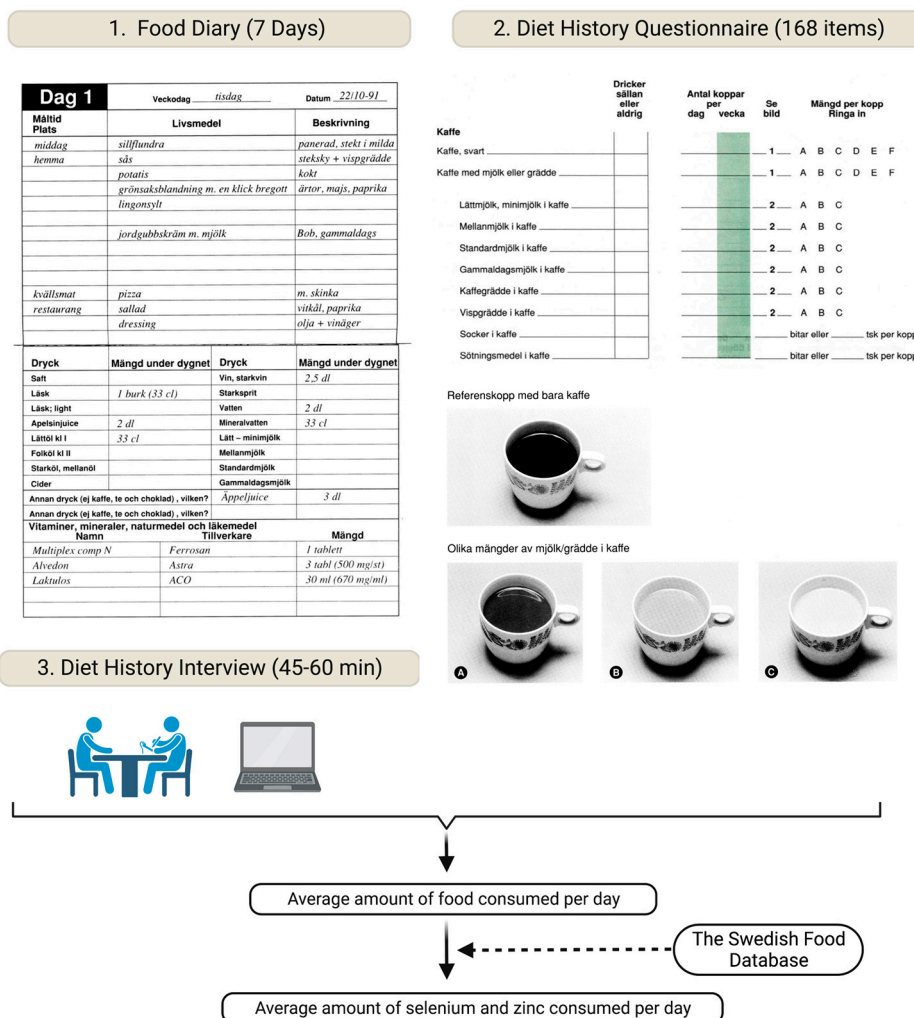 1. Food Diary (7 Days)
Dag 1 Veckodag tisdag Datum 22/10-91
Måltid Plats Livsmedel Beskrivning
middag sillflundra panerad, stekt i milda
hemma sås steksky + vispgrädde
potatis kokt
grönsaksblandning m. en klick bregott ärtor, majs, paprika
lingonsylt
jordgubbskräm m. mjölk Bob, gammaldags
kvällsmat pizza m. skinka
restaurang sallad vitkål, paprika
dressing olja + vinäger
Dryck Mängd under dygnet Dryck Mängd under dygnet
Saft Vin, starkvin 2,5 dl
Läsk 1 burk (33 cl) Starksprit
Läsk; light Vatten 2 dl
Apelsinjuice 2 dl Mineralvatten 33 cl
Lättöl kl I 33 cl Lätt – minimjölk
Folköl kl II Mellanmjölk
Starköl, mellanöl Standardmjölk
Cider Gammaldagsmjölk
Annan dryck (ej kaffe, te och choklad) , vilken? Äppeljuice 3 dl
Annan dryck (ej kaffe, te och choklad) , vilken?
Vitaminer, mineraler, naturmedel och läkemedel
Namn Tillverkare Mängd
Multiplex comp N Ferrosan 1 tablett
Alvedon Astra 3 tabl (500 mg/st)
Laktulos ACO 30 ml (670 mg/ml)
2. Diet History Questionnaire (168 items)
Dricker
sällan
eller
aldrig
Antal koppar
per
dag vecka
Se
bild
Mängd per kopp
Ringa in
Kaffe
Kaffe, svart 1 A B C D E F
Kaffe med mjölk eller grädde 1 A B C D E F
Lättmjölk, minimjölk i kaffe 2 A B C
Mellanmjölk i kaffe 2 A B C
Standardmjölk i kaffe 2 A B C
Gammaldagsmjölk i kaffe 2 A B C
Kaffegrädde i kaffe 2 A B C
Vispgrädde i kaffe 2 A B C
Socker i kaffe bitar eller tsk per kopp
Sötningsmedel i kaffe bitar eller tsk per kopp
Referenskopp med bara kaffe
Olika mängder av mjölk/grädde i kaffe
A B C
3. Diet History Interview (45-60 min)
Average amount of food consumed per day
The Swedish Food
Database
Average amount of selenium and zinc consumed per day